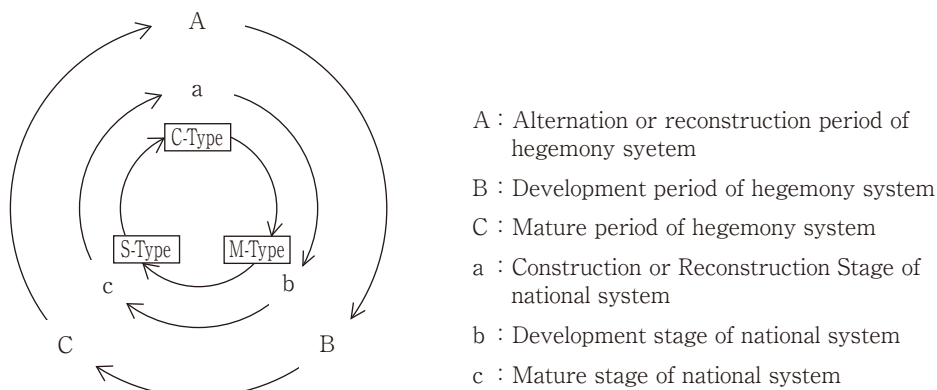 A
a
C-Type
S-Type
M-Type
c
b
C
B
A : Alternation or reconstruction period of
hegemony syetem
B : Development period of hegemony system
C : Mature period of hegemony system
a : Construction or Reconstruction Stage of
national system
b : Development stage of national system
c : Mature stage of national system